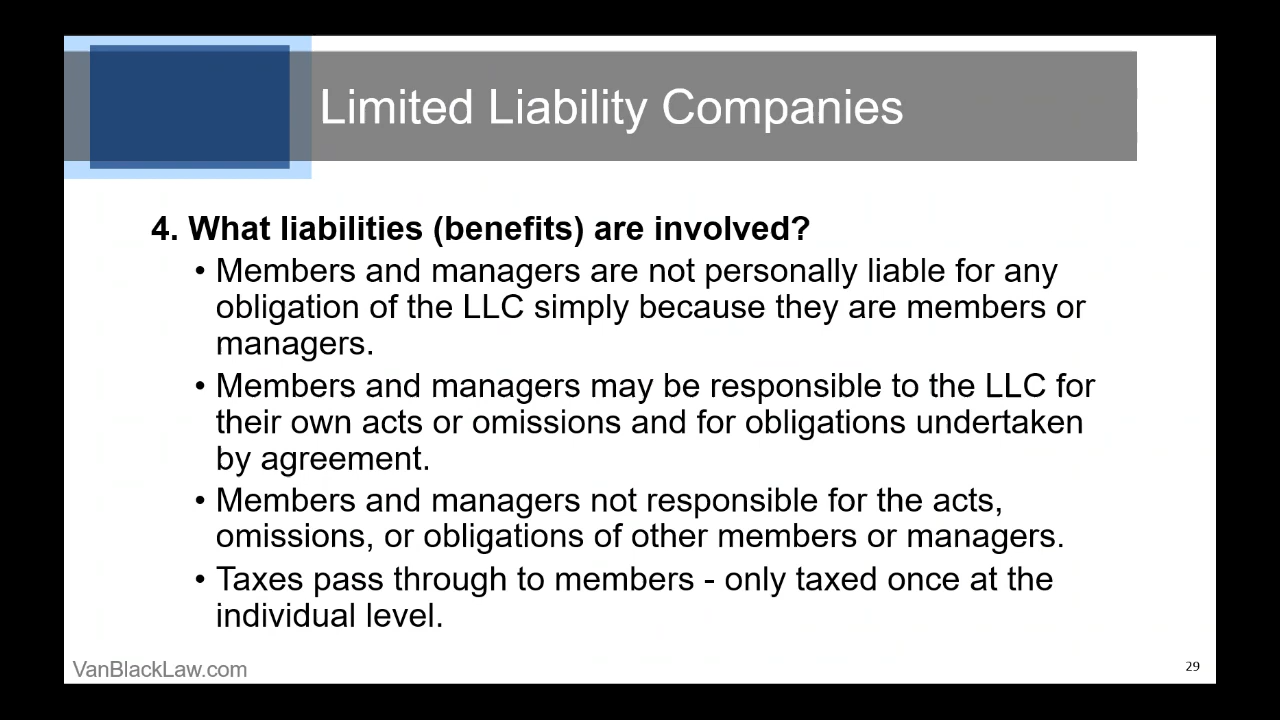 Limited Liability Companies
4. What liabilities (benefits) are involved?
• Members and managers are not personally liable for any
obligation of the LLC simply because they are members or
managers.
• Members and managers may be responsible to the LLC for
their own acts or omissions and for obligations undertaken
by agreement.
• Members and managers not responsible for the acts,
omissions, or obligations of other members or managers.
• Taxes pass through to members - only taxed once at the
individual level.
VanBlackLaw.com
29